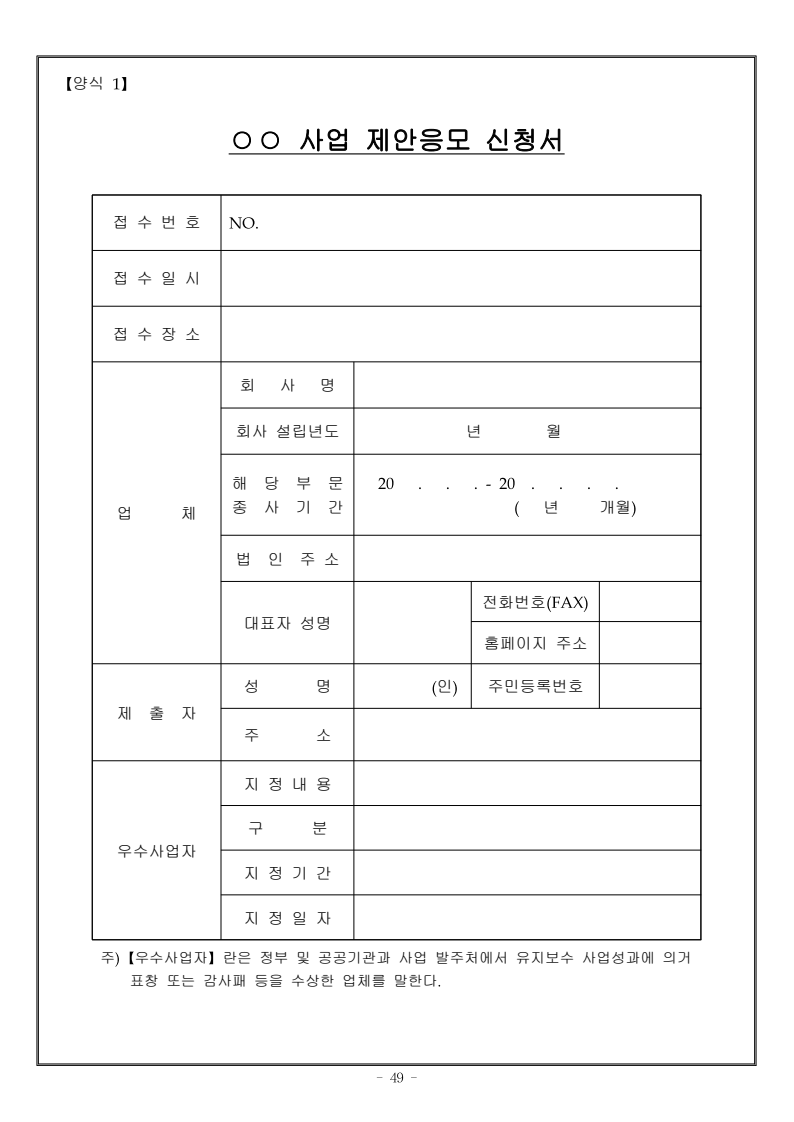 【양식 1】
○○ 사업 제안응모 신청서
접 수 번 호 NO.
접 수 일 시
접 수 장 소
업 체
회 사 명
회사 설립년도 년 월
해 당 부 문
종 사 기 간
20 . . . - 20 . . . .
( 년 개월)
법 인 주 소
대표자 성명
전화번호(FAX)
홈페이지 주소
제 출 자
성 명 (인) 주민등록번호
주 소
우수사업자
지 정 내 용
구 분
지 정 기 간
지 정 일 자
주)【우수사업자】란은 정부 및 공공기관과 사업 발주처에서 유지보수 사업성과에 의거
표창 또는 감사패 등을 수상한 업체를 말한다.
- 49 -